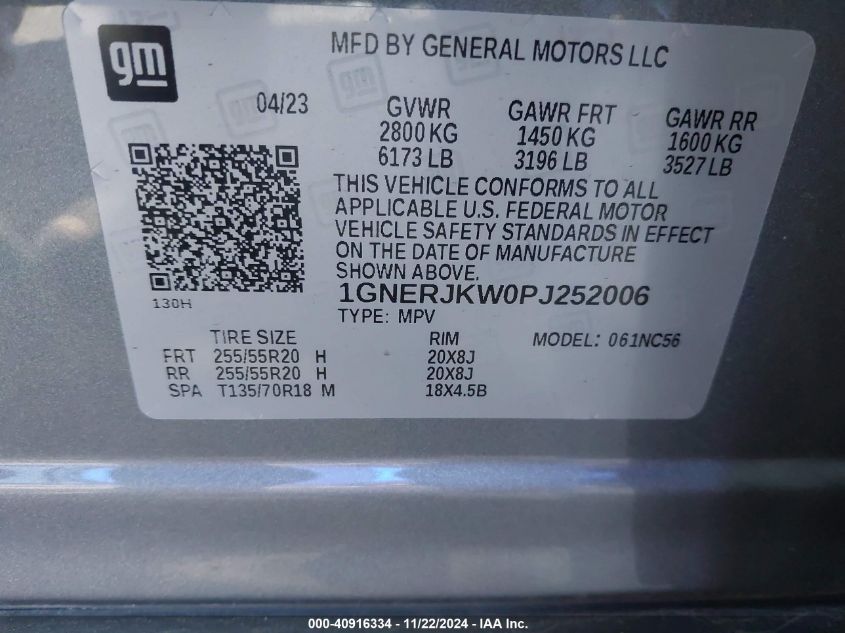 gm
MFD BY GENERAL MOTORS LLC
04/23
GVWR
2800 KG
6173 LB
GAWR FRT
1450 KG
3196 LB
GAWR RR
1600 KG
3527 LB
THIS VEHICLE CONFORMS TO ALL
APPLICABLE U.S. FEDERAL MOTOR
VEHICLE SAFETY STANDARDS IN EFFECT
ON THE DATE OF MANUFACTURE
SHOWN ABOVE.
130H
1GNERJKW0PJ252006
TYPE: MPV
TIRE SIZE RIM MODEL: 061NC56
FRT 255/55R20 H 20X8J
RR 255/55R20 H 20X8J
SPA T135/70R18 M 18X4.5B
000-40916334 - 11/22/2024 - IAA Inc.